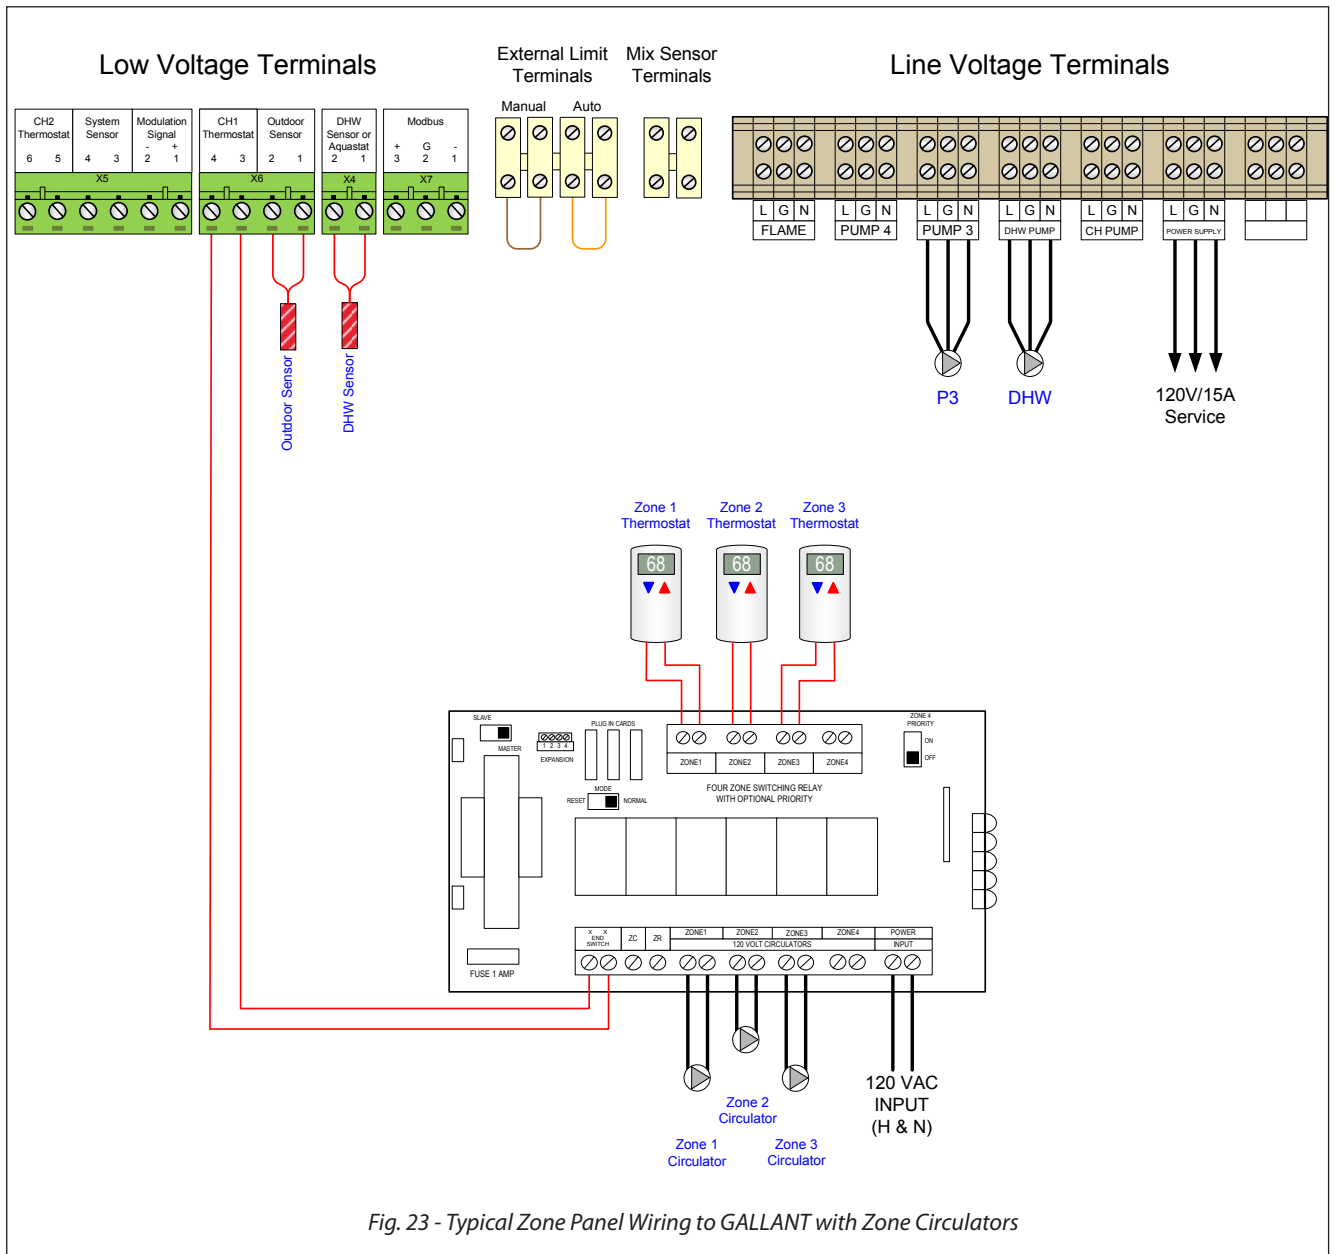 Low Voltage Terminals
External Limit
Terminals
Mix Sensor
Terminals
Line Voltage Terminals
Manual
Auto
CH2
Thermostat
6 5
System
Sensor
4 3
Modulation
Signal
- +
2 1
CH1
Thermostat
4 3
Outdoor
Sensor
2 1
DHW
Sensor or
Aquastat
2 1
Modbus
+ G -
3 2 1
X5
X6
X4
X7
L G N
FLAME
L G N
PUMP 4
L G N
PUMP 3
L G N
DHW PUMP
L G N
CH PUMP
L G N
POWER SUPPLY
Outdoor Sensor
DHW Sensor
P3
DHW
120V/15A
Service
Zone 1
Thermostat
Zone 2
Thermostat
Zone 3
Thermostat
68
68
68
SLAVE
MASTER
1 2 3 4
EXPANSION
PLUG IN CARDS
MODE
RESET
NORMAL
ZONE1
ZONE2
ZONE3
ZONE4
FOUR ZONE SWITCHING RELAY
WITH OPTIONAL PRIORITY
ZONE 4
PRIORITY
ON
OFF
FUSE 1 AMP
X X
END
SWITCH
ZC
ZR
ZONE1
ZONE2
ZONE3
ZONE4
120 VOLT CIRCULATORS
POWER
INPUT
Zone 1
Circulator
Zone 2
Circulator
Zone 3
Circulator
120 VAC
INPUT
(H & N)
Fig. 23 - Typical Zone Panel Wiring to GALLANT with Zone Circulators